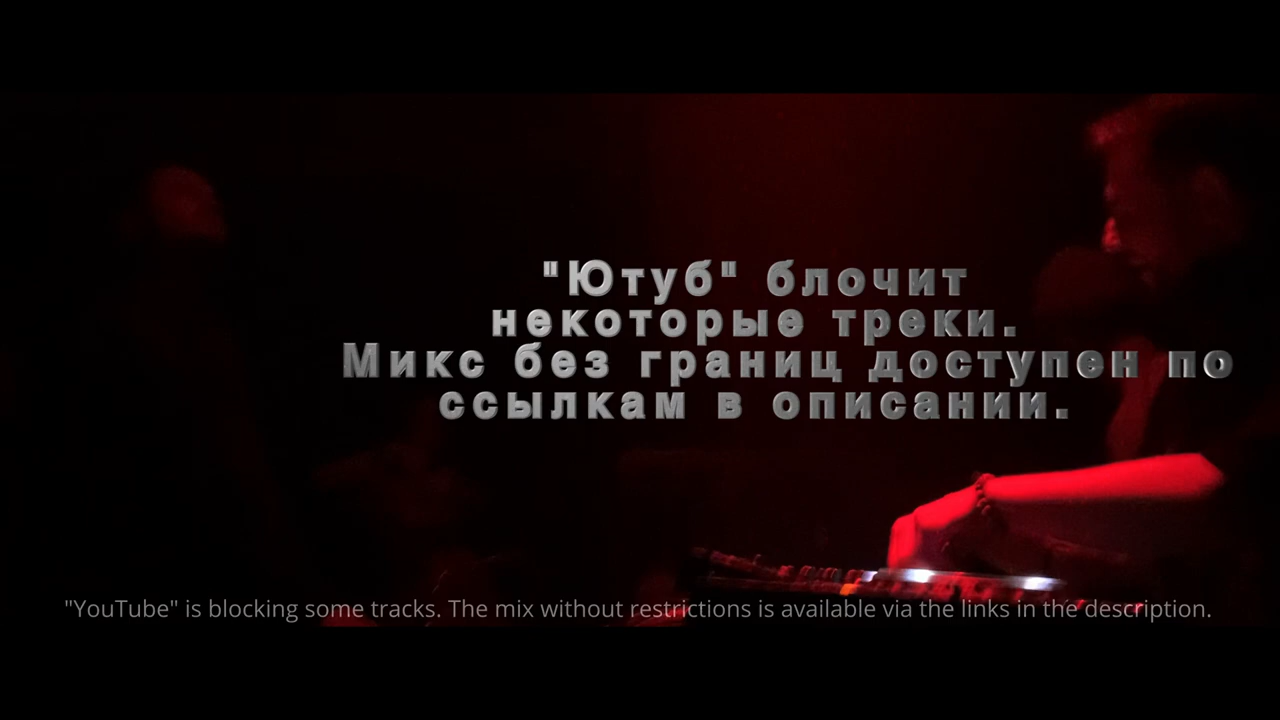 "Ютуб" блочит
некоторые треки.
Микс без границ доступен по
ссылкам в описании.
"YouTube" is blocking some tracks. The mix without restrictions is available via the links in the description.